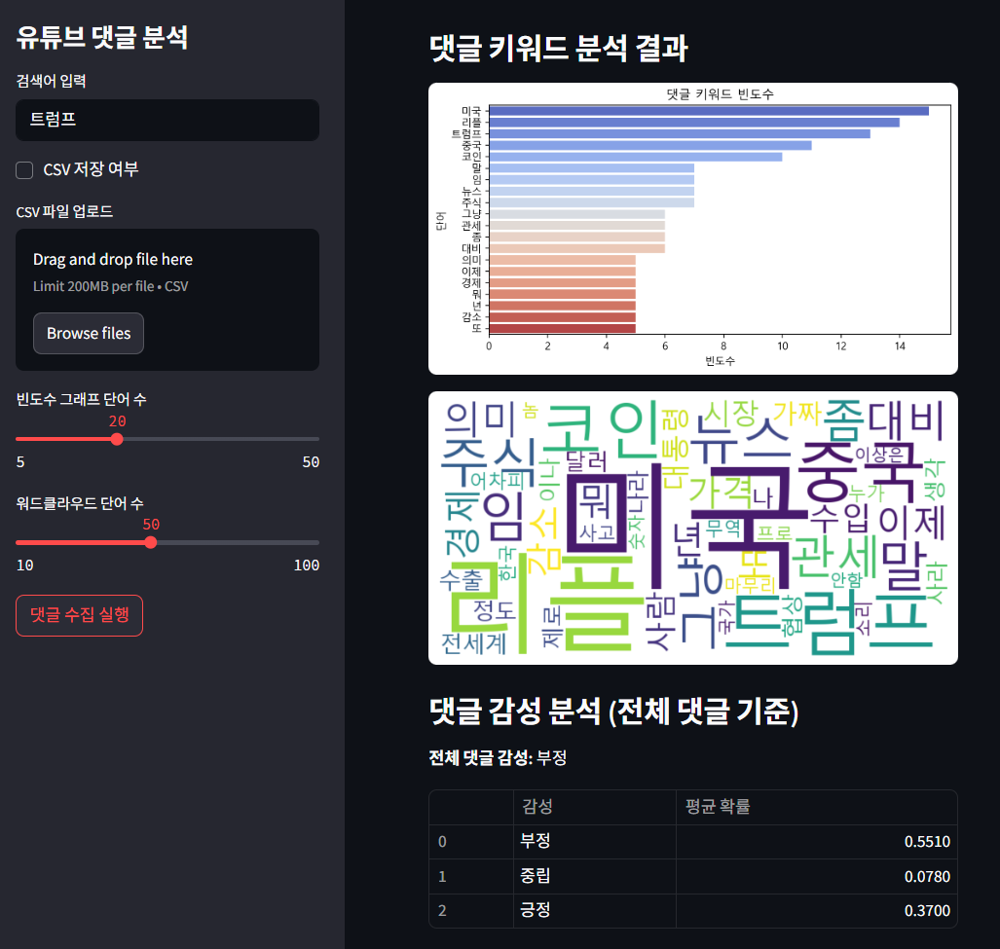 유튜브 댓글 분석
검색어 입력
트럼프
CSV 저장 여부
CSV 파일 업로드
Drag and drop file here
Limit 200MB per file • CSV
Browse files
빈도수 그래프 단어 수
20
5 50
워드클라우드 단어 수
50
10 100
댓글 수집 실행
댓글 키워드 분석 결과
댓글 키워드 빈도수
단어
미국
리플
트럼프
중국
코인
말
임
뉴스
주식
그냥
관세
좀
대비
의미
이제
경제
뭐
년
감소
또
0 2 4 6 8 10 12 14
빈도수
의미 놈 코인 대통령 뉴스 시장 가짜 좀 대비
주식 어차피 이나 달러 중국 이상은 생각
경제 임 감소 뭐 사고 숫자 나라 미국 가격 나 누가 수입 이제
한국 년 무역 프로 또 관세 말
수출 리플 그냥 마무리 안함 사라
정도 제로 사람 국가 트럼프 협상 소리
전세계
댓글 감성 분석 (전체 댓글 기준)
전체 댓글 감성: 부정
감성 평균 확률
0 부정 0.5510
1 중립 0.0780
2 긍정 0.3700